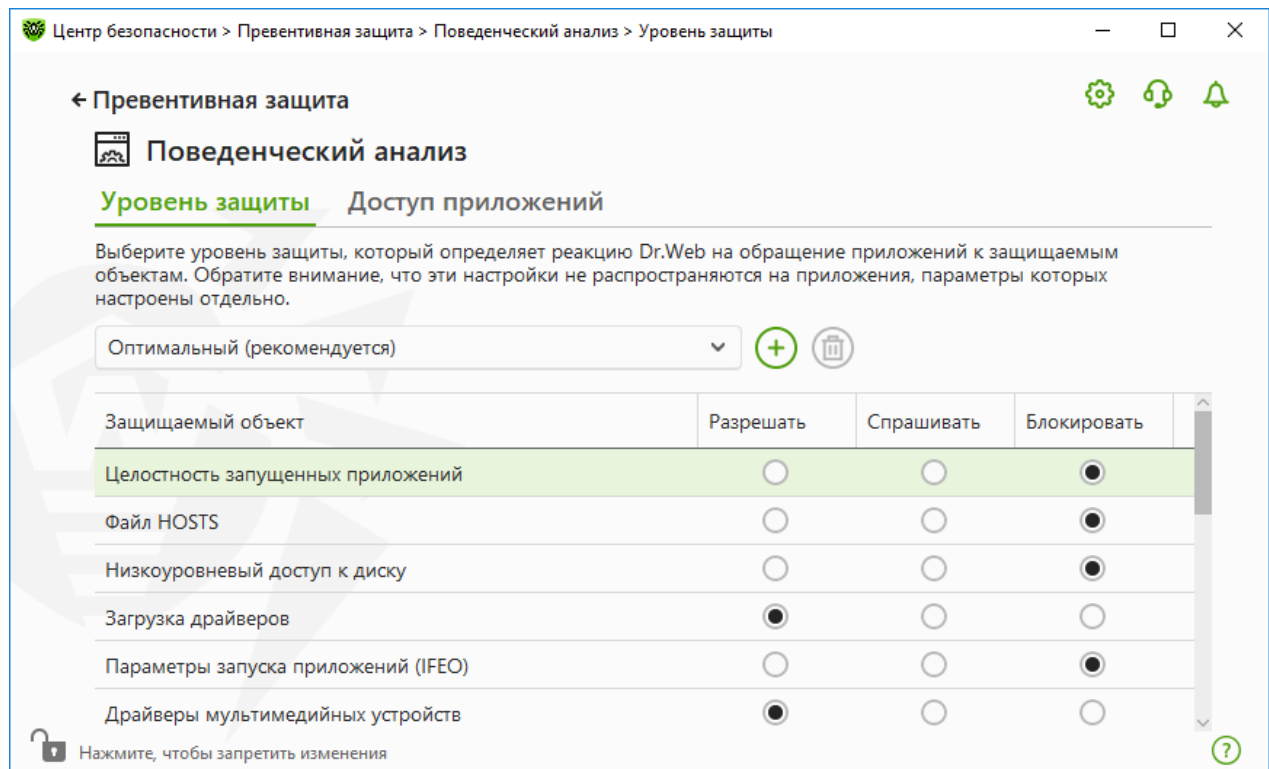 Центр безопасности > Превентивная защита > Поведенческий анализ > Уровень защиты
Превентивная защита
Поведенческий анализ
Уровень защиты Доступ приложений
Выберите уровень защиты, который определяет реакцию Dr.Web на обращение приложений к защищаемым
объектам. Обратите внимание, что эти настройки не распространяются на приложения, параметры которых
настроены отдельно.
Оптимальный (рекомендуется)
Защищаемый объект Разрешать Спрашивать Блокировать
Целостность запущенных приложений
Файл HOSTS
Низкоуровневый доступ к диску
Загрузка драйверов
Параметры запуска приложений (IFEO)
Драйверы мультимедийных устройств
Нажмите, чтобы запретить изменения
?